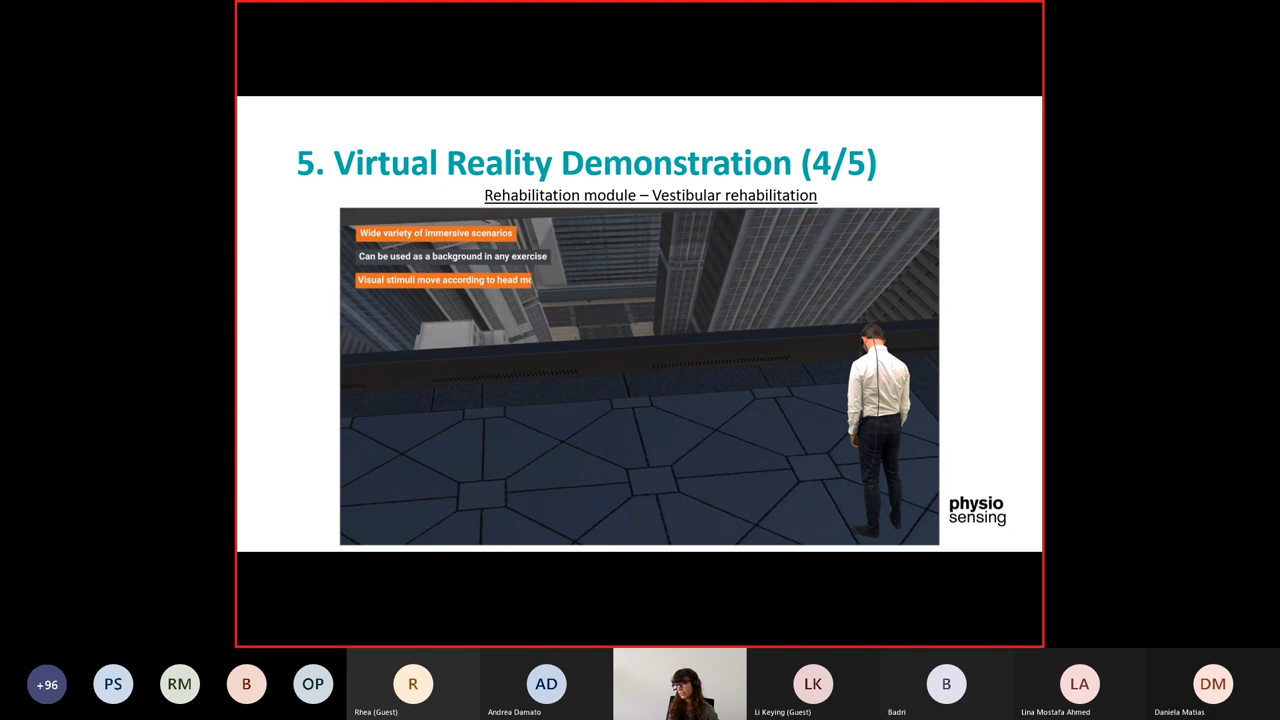 5. Virtual Reality Demonstration (4/5)
Rehabilitation module – Vestibular rehabilitation
Wide variety of immersive scenarios
Can be used as a background in any exercise
Visual stimuli move according to head mo
physio
sensing
+96
PS
RM
B
OP
R
AD
LK
B
LA
DM
Rhea (Guest)
Andrea Damato
Li Keying (Guest)
Badri
Lina Mostafa Ahmed
Daniela Matias